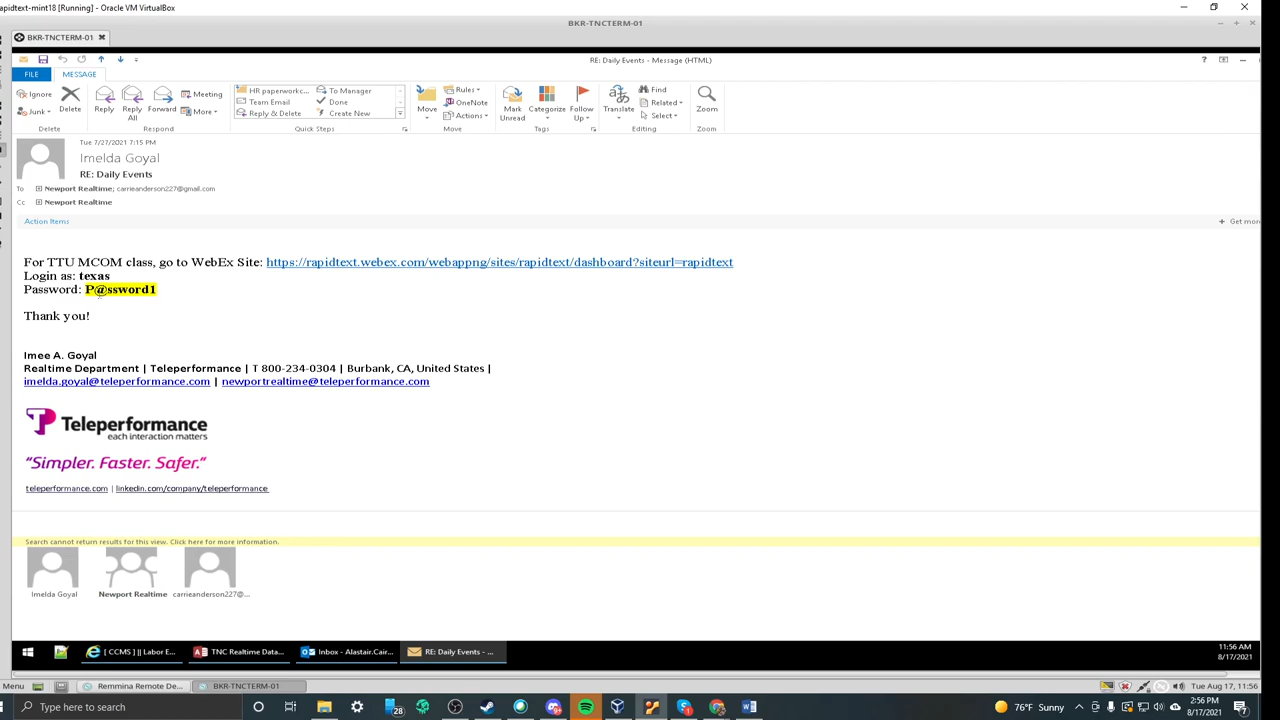 rapidtext-mint18 [Running] - Oracle VM VirtualBox
BKR-TNCTERM-01
BKR-TNCTERM-01
RE: Daily Events - Message (HTML)
FILE MESSAGE
Ignore
Junk
Delete
Reply
Reply All
Forward
Meeting
More
HR paperworkc...
Team Email
Reply & Delete
To Manager
Done
Create New
Move
Rules
OneNote
Actions
Mark Unread
Categorize
Follow Up
Translate
Find
Related
Select
Zoom
Delete Respond Quick Steps Move Tags Editing Zoom
Tue 7/27/2021 7:15 PM
Imelda Goyal
RE: Daily Events
To Newport Realtime; carrieanderson227@gmail.com
Cc Newport Realtime
Action Items + Get more
For TTU MCOM class, go to WebEx Site: https://rapidtext.webex.com/webappng/sites/rapidtext/dashboard?siteurl=rapidtext
Login as: texas
Password: P@ssword1
Thank you!
Imee A. Goyal
Realtime Department | Teleperformance | T 800-234-0304 | Burbank, CA, United States |
imelda.goyal@teleperformance.com | newportrealtime@teleperformance.com
Teleperformance
each interaction matters
“Simpler. Faster. Safer.”
teleperformance.com | linkedin.com/company/teleperformance
Search cannot return results for this view. Click here for more information.
Imelda Goyal Newport Realtime carrieanderson227@...
[ CCMS ] || Labor E... TNC Realtime Data... Inbox - Alastair.Cair... RE: Daily Events - ...
11:56 AM
8/17/2021
Menu Remmina Remote De... BKR-TNCTERM-01 Tue Aug 17, 11:56
Type here to search 28 76°F Sunny 2:56 PM
8/17/2021